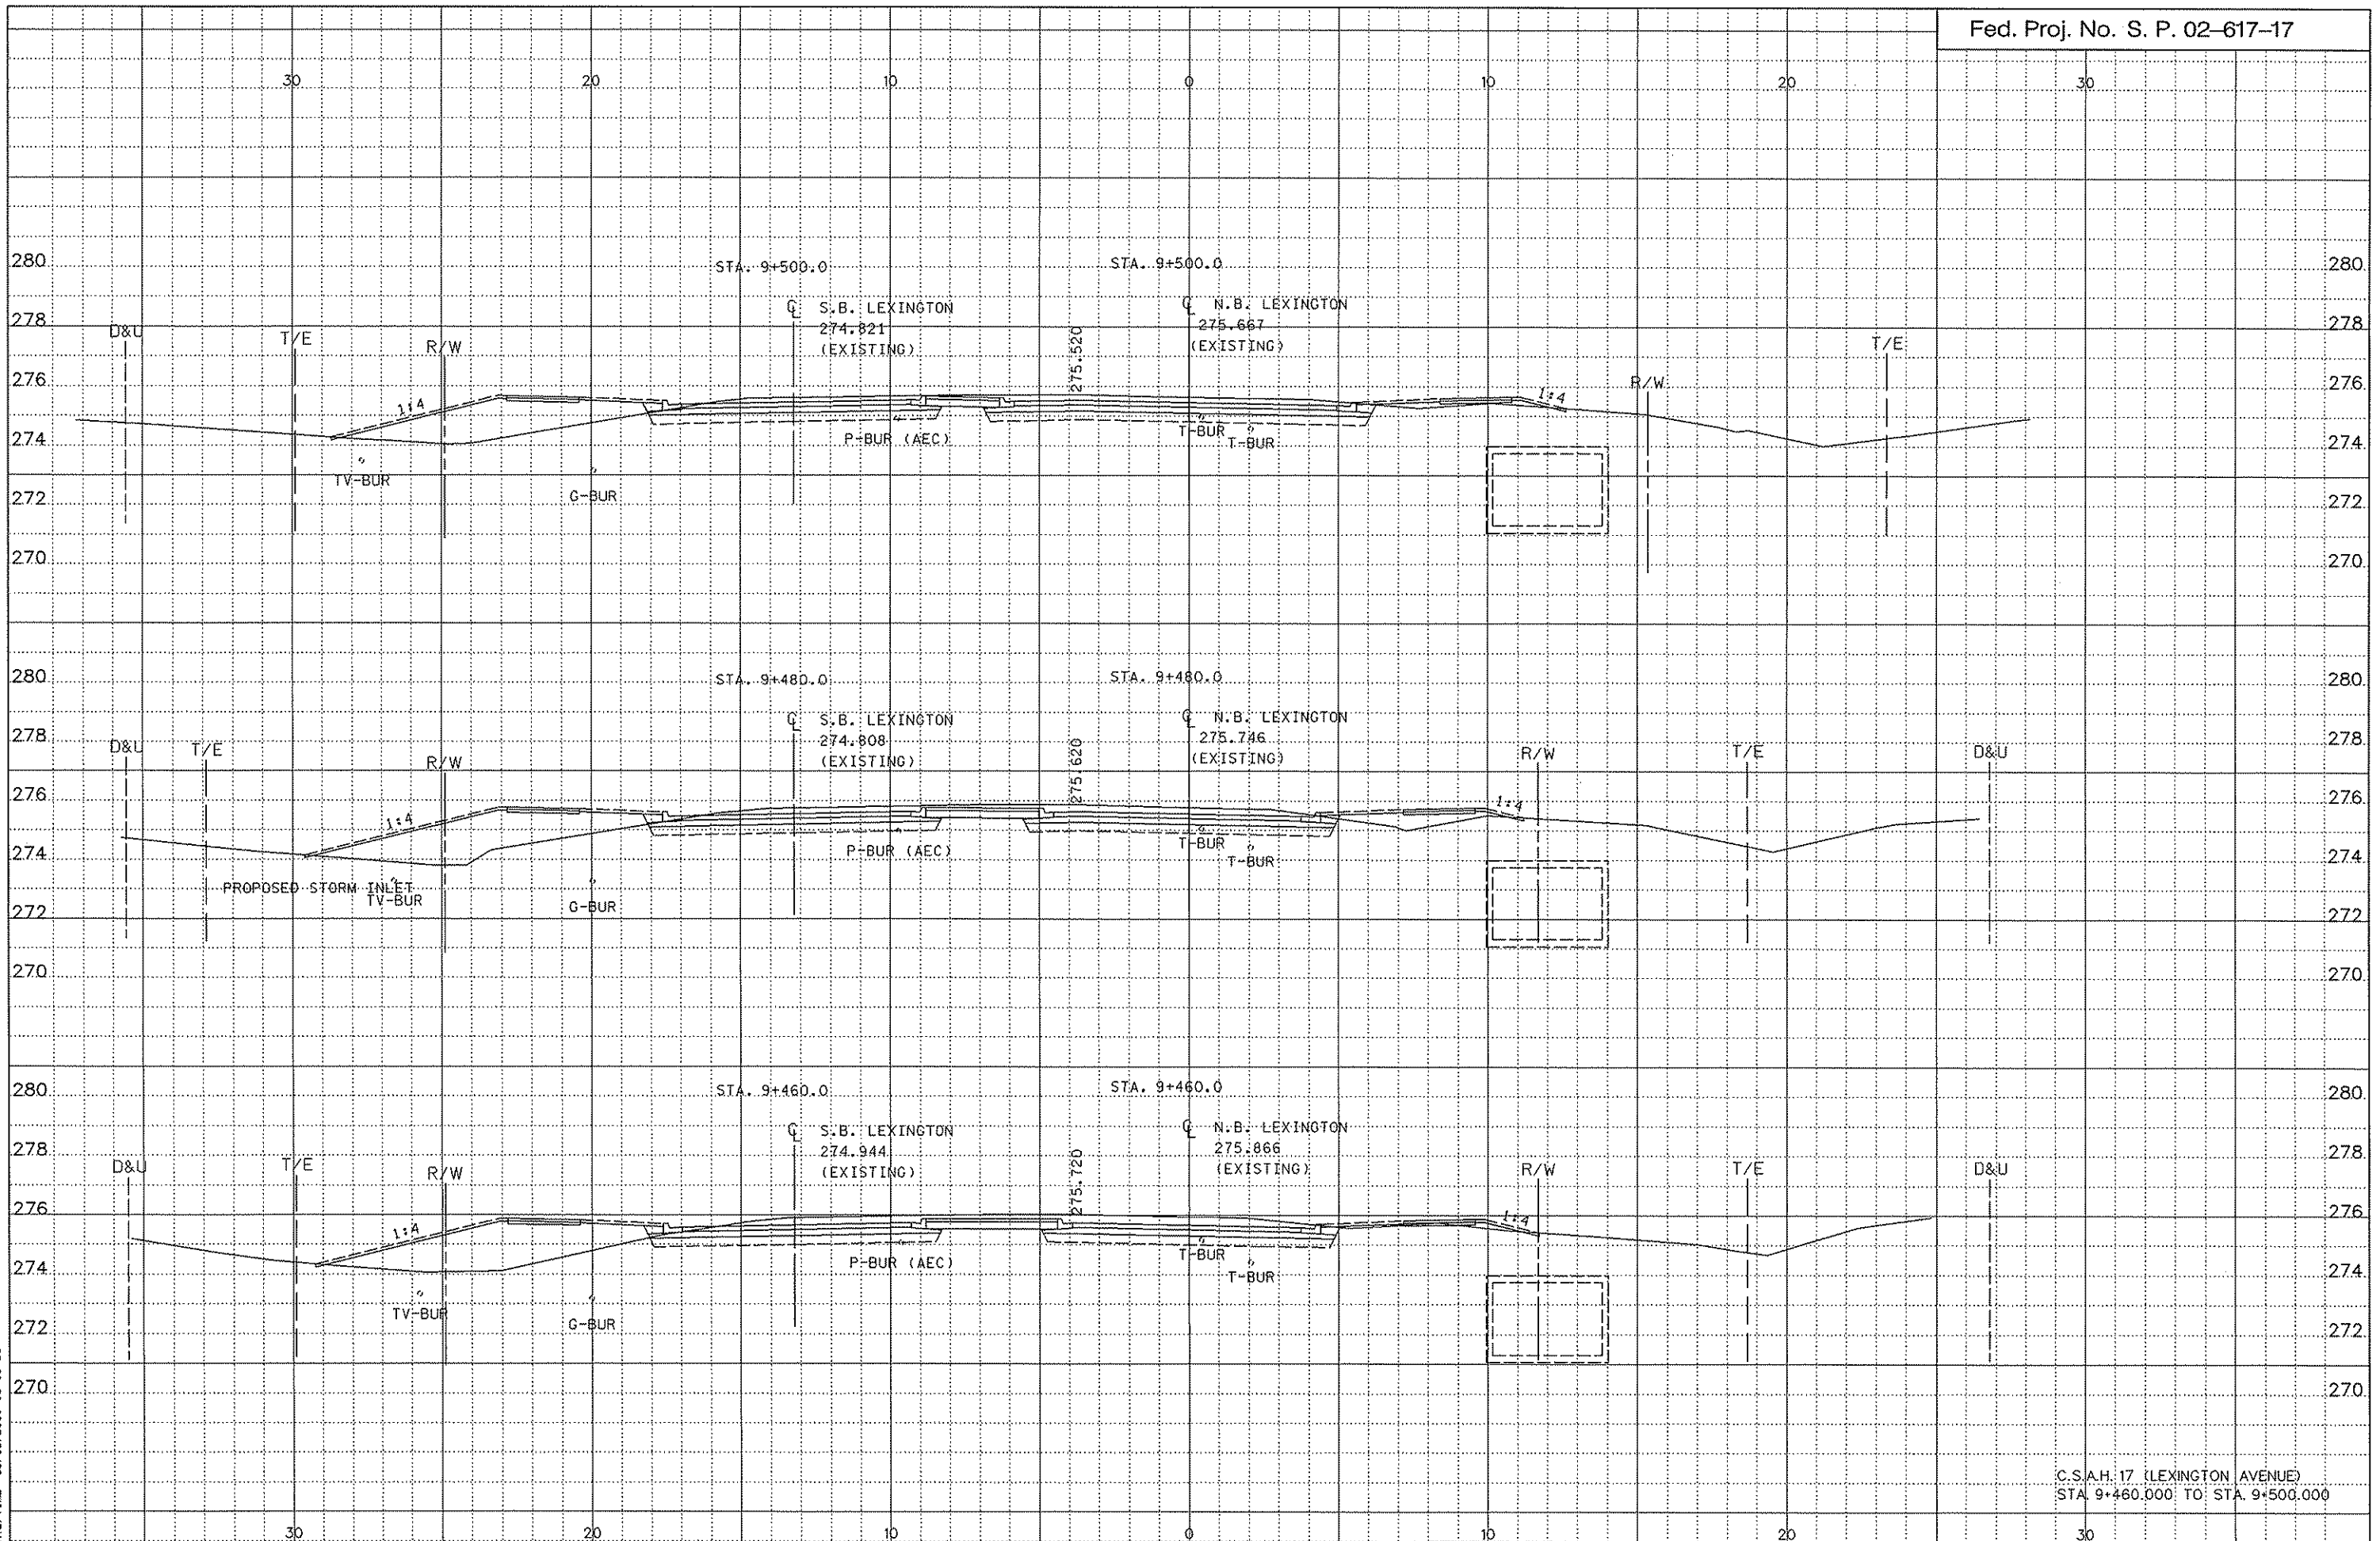 Fed. Proj. No. S. P. 02-617-17
30 20 10 0 10 20 30
280 STA. 9+500.0 STA. 9+500.0 280
℄ S.B. LEXINGTON ℄ N.B. LEXINGTON
278 D&U 274.821 275.667 278
T/E R/W (EXISTING) 275.520 (EXISTING) T/E
276 R/W 276
1:4 1:4
274 P-BUR (AEC) T-BUR T-BUR 274
TV-BUR
272 G-BUR 272
270 270
280 STA. 9+480.0 STA. 9+480.0 280
℄ S.B. LEXINGTON ℄ N.B. LEXINGTON
278 D&U T/E 274.808 275.746 R/W T/E D&U 278
R/W (EXISTING) 275.620 (EXISTING)
276 276
1:4 1:4
274 P-BUR (AEC) T-BUR T-BUR 274
PROPOSED STORM INLET
TV-BUR
272 G-BUR 272
270 270
280 STA. 9+460.0 STA. 9+460.0 280
℄ S.B. LEXINGTON ℄ N.B. LEXINGTON
278 274.944 275.866 278
D&U T/E R/W (EXISTING) 275.720 (EXISTING) R/W T/E D&U
276 276
1:4 1:4
274 P-BUR (AEC) T-BUR T-BUR 274
TV-BUR
272 G-BUR 272
270 270
C.S.A.H. 17 (LEXINGTON AVENUE)
STA. 9+460.000 TO STA. 9+500.000
30 20 10 0 10 20 30